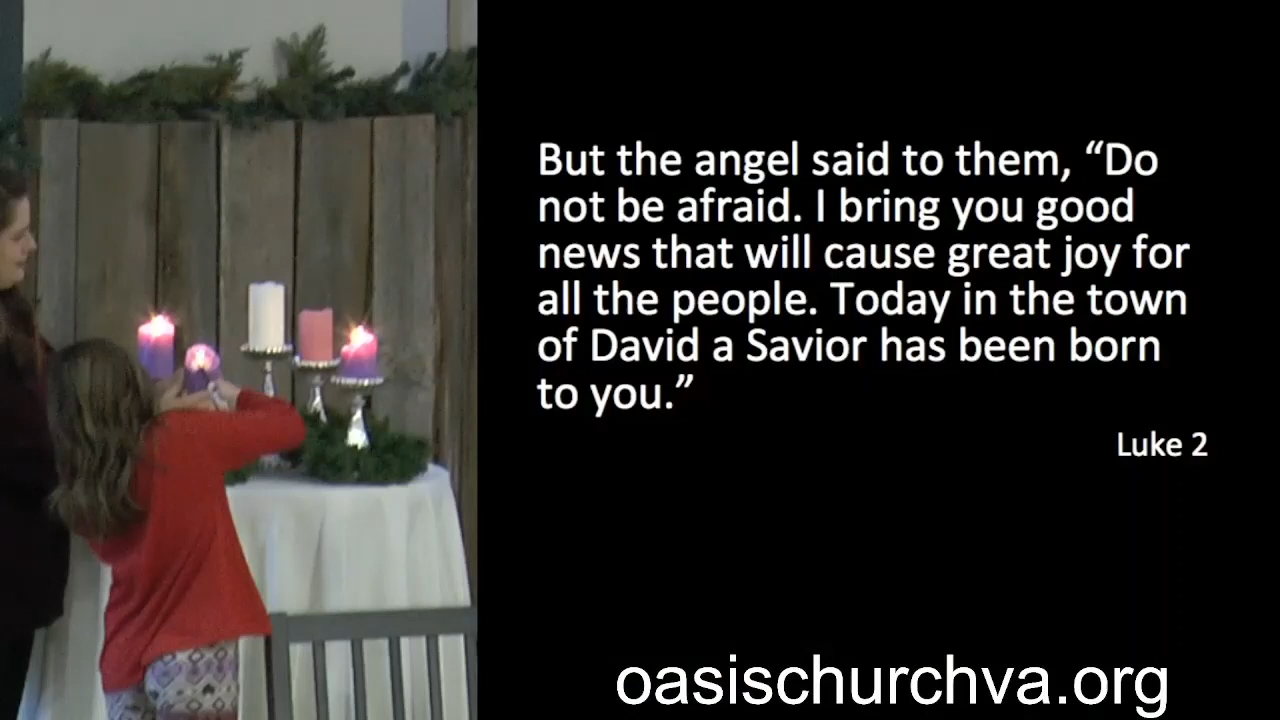 But the angel said to them, “Do
not be afraid. I bring you good
news that will cause great joy for
all the people. Today in the town
of David a Savior has been born
to you.”
Luke 2
oasischurchva.org